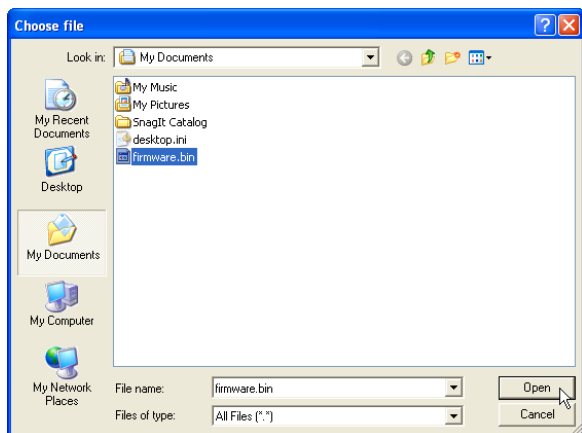 Choose file
Look in:
My Documents
My Recent
Documents
Desktop
My Documents
My Computer
My Network
Places
My Music
My Pictures
SnagIt Catalog
desktop.ini
firmware.bin
File name:
firmware.bin
Open
Files of type:
All Files (*.*)
Cancel